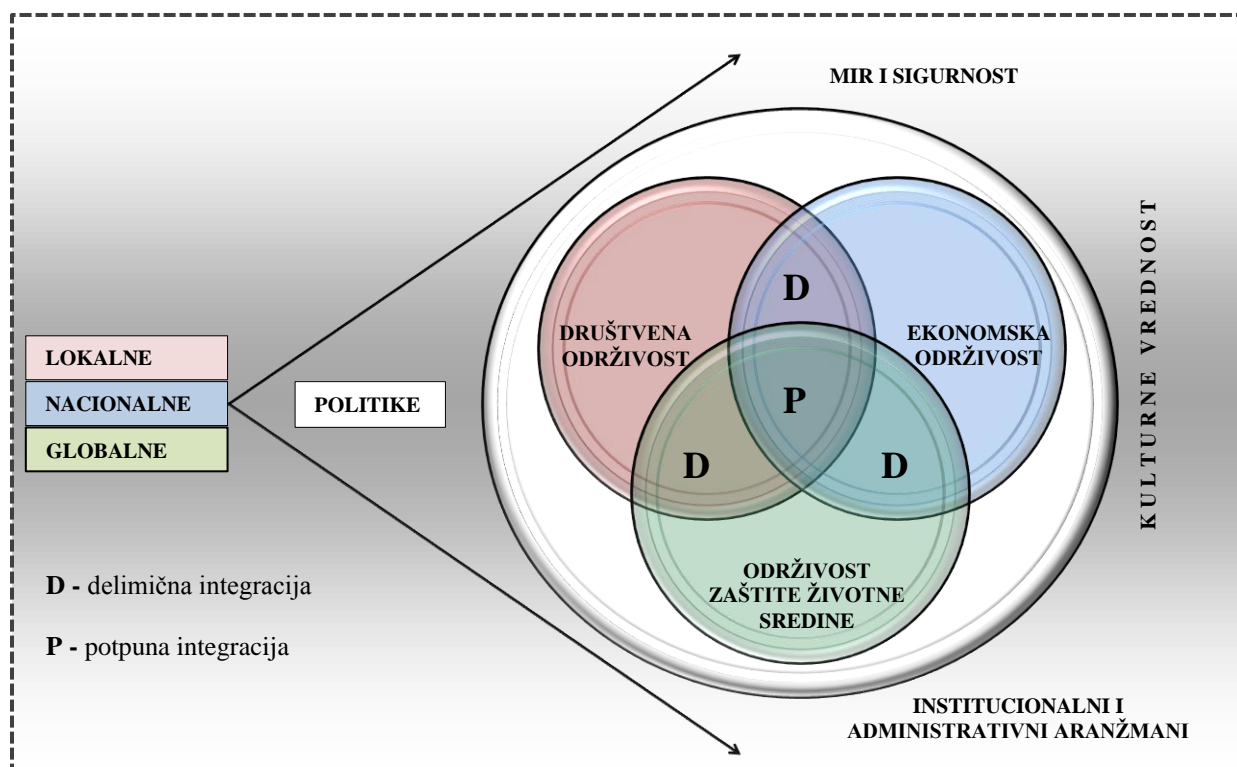 MIR I SIGURNOST
KULTURNE VREDNOST
D
DRUŠTVENA
ODRŽIVOST
EKONOMSKA
ODRŽIVOST
LOKALNE
NACIONALNE
GLOBALNE
POLITIKE
P
D
D
ODRŽIVOST
ZAŠTITE ŽIVOTNE
SREDINE
D - delimična integracija
P - potpuna integracija
INSTITUCIONALNI I
ADMINISTRATIVNI ARANŽMANI